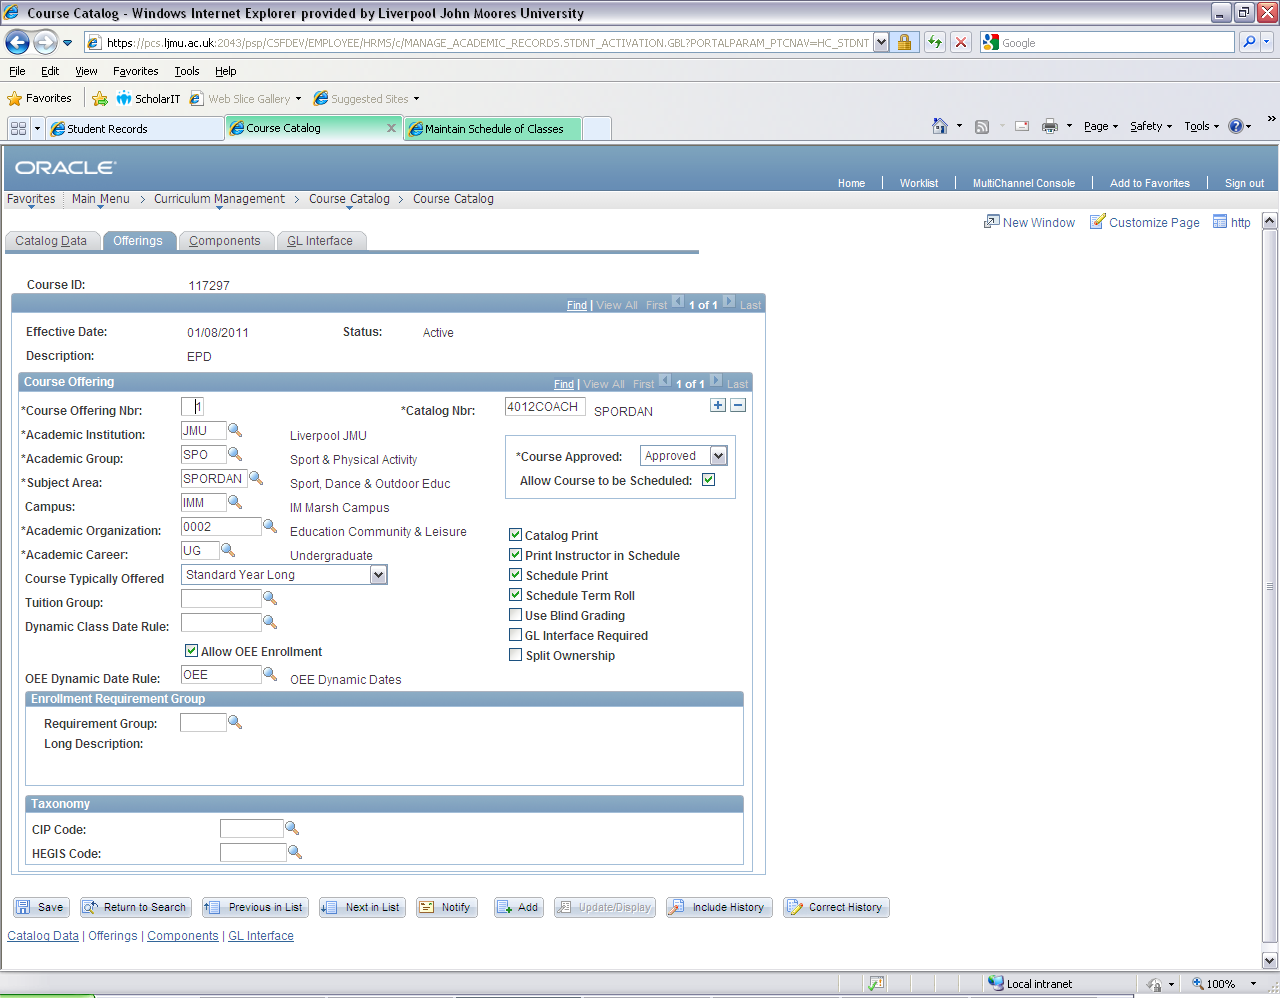 Course Catalog - Windows Internet Explorer provided by Liverpool John Moores University
https://pcs.ljmu.ac.uk:2043/psp/CSFDEV/EMPLOYEE/HRMS/c/MANAGE_ACADEMIC_RECORDS.STDNT_ACTIVATION.GBL?PORTALPARAM_PTCNAV=HC_STDNT
Google
File Edit View Favorites Tools Help
Favorites ScholarIT Web Slice Gallery Suggested Sites
Student Records Course Catalog Maintain Schedule of Classes Page Safety Tools
ORACLE
Home Worklist MultiChannel Console Add to Favorites Sign out
Favorites Main Menu > Curriculum Management > Course Catalog > Course Catalog
New Window Customize Page http
Catalog Data Offerings Components GL Interface
Course ID: 117297
Find | View All First 1 of 1 Last
Effective Date: 01/08/2011 Status: Active
Description: EPD
Course Offering Find | View All First 1 of 1 Last
*Course Offering Nbr: 1 *Catalog Nbr: 4012COACH SPORDAN
*Academic Institution: JMU Liverpool JMU
*Academic Group: SPO Sport & Physical Activity *Course Approved: Approved
*Subject Area: SPORDAN Sport, Dance & Outdoor Educ Allow Course to be Scheduled:
Campus: IMM IM Marsh Campus
*Academic Organization: 0002 Education Community & Leisure Catalog Print
*Academic Career: UG Undergraduate Print Instructor in Schedule
Course Typically Offered Standard Year Long Schedule Print
Tuition Group: Schedule Term Roll
Dynamic Class Date Rule: Use Blind Grading
GL Interface Required
Allow OEE Enrollment Split Ownership
OEE Dynamic Date Rule: OEE OEE Dynamic Dates
Enrollment Requirement Group
Requirement Group:
Long Description:
Taxonomy
CIP Code:
HEGIS Code:
Save Return to Search Previous in List Next in List Notify Add Update/Display Include History Correct History
Catalog Data | Offerings | Components | GL Interface
Local intranet 100%